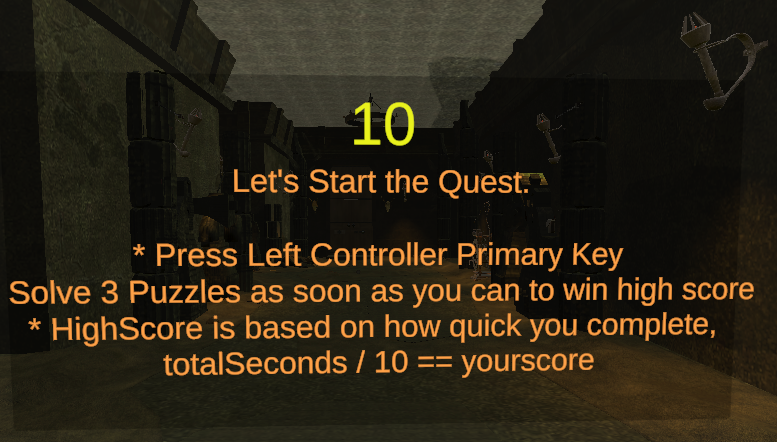 10
Let's Start the Quest.
* Press Left Controller Primary Key
Solve 3 Puzzles as soon as you can to win high score
* HighScore is based on how quick you complete,
totalSeconds / 10 == yourscore